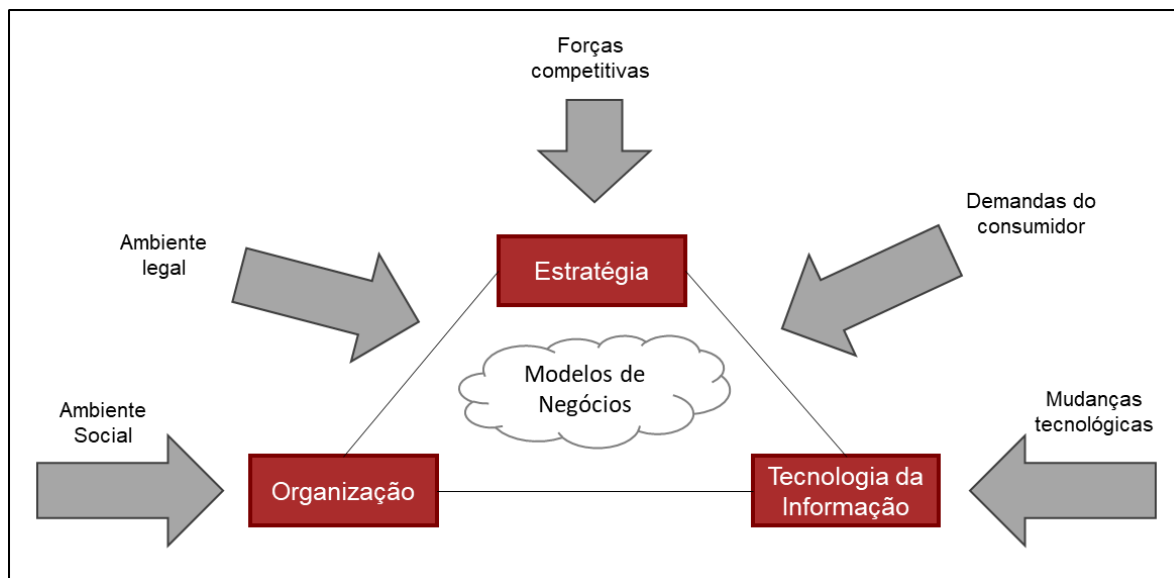 Forças
competitivas
Demandas do
consumidor
Ambiente
legal
Estratégia
Modelos de
Negócios
Ambiente
Social
Mudanças
tecnológicas
Organização
Tecnologia da
Informação